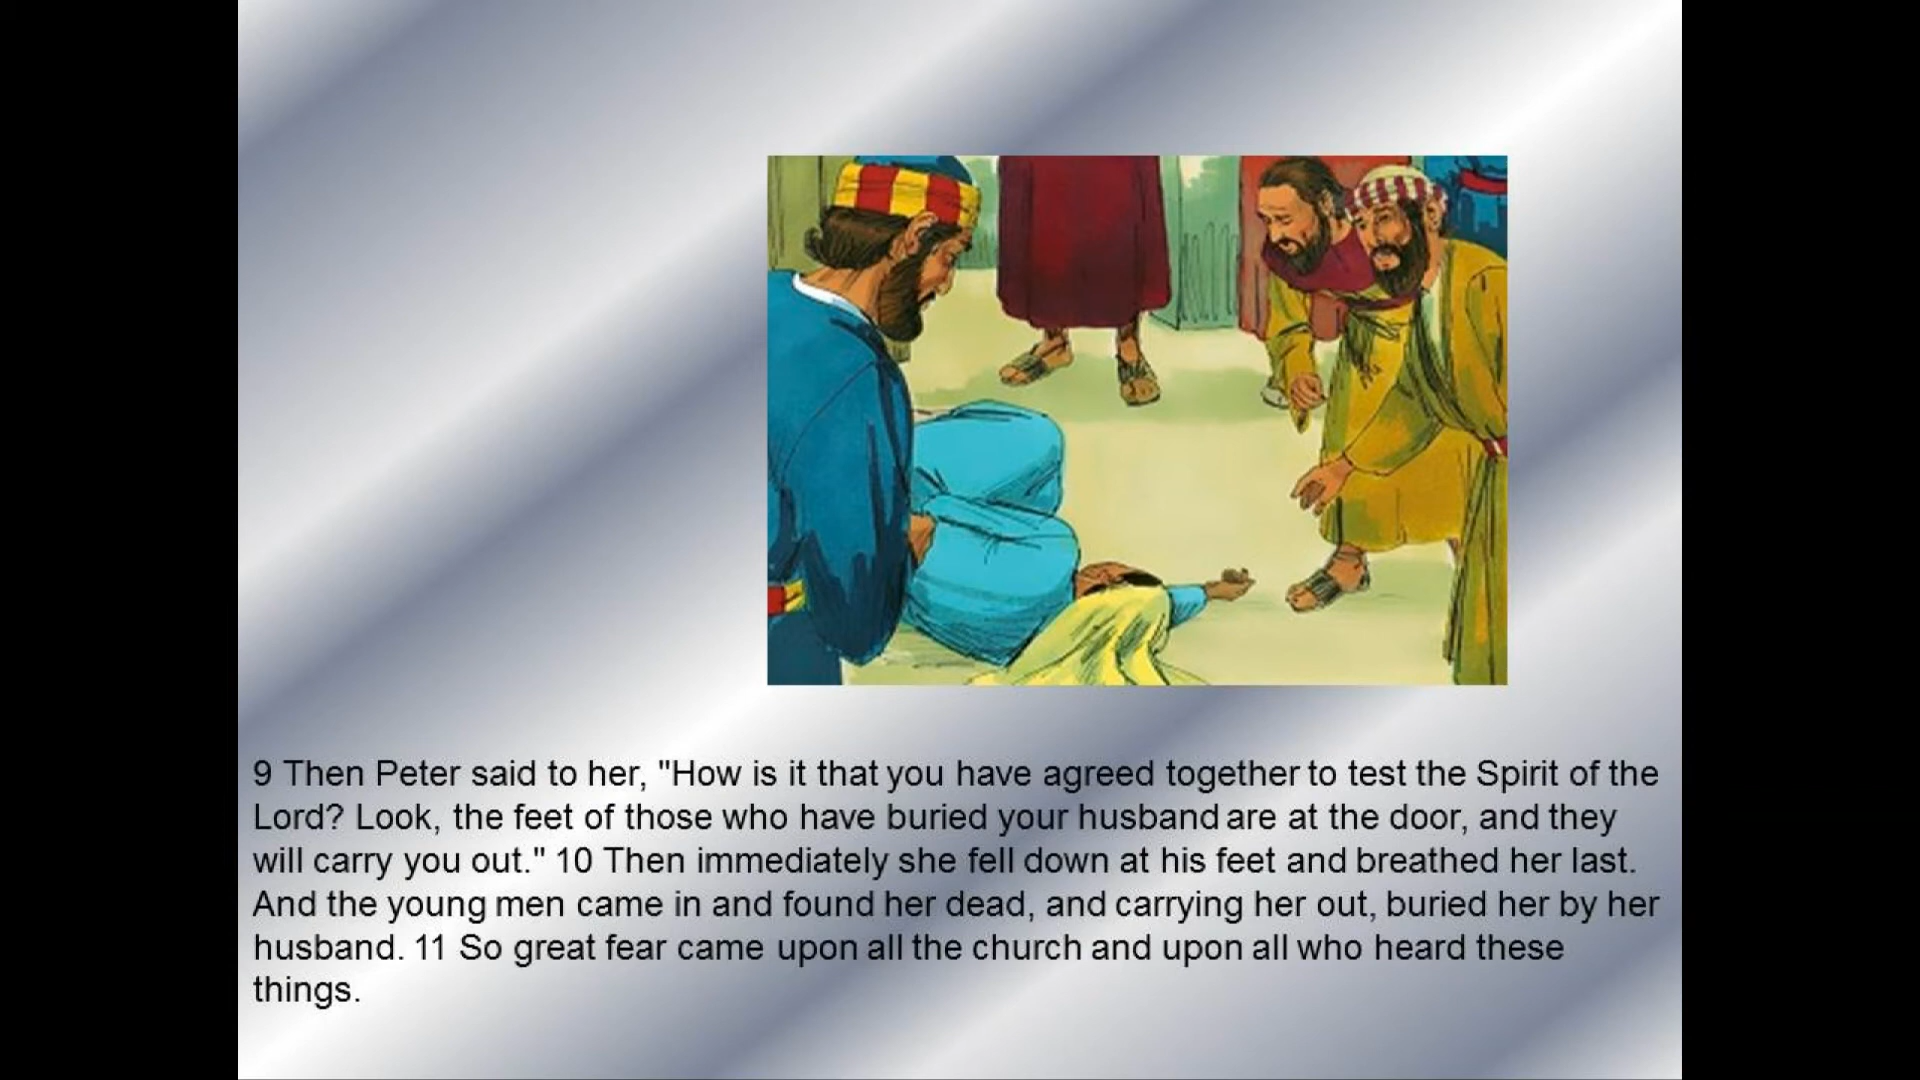 9 Then Peter said to her, "How is it that you have agreed together to test the Spirit of the
Lord? Look, the feet of those who have buried your husband are at the door, and they
will carry you out." 10 Then immediately she fell down at his feet and breathed her last.
And the young men came in and found her dead, and carrying her out, buried her by her
husband. 11 So great fear came upon all the church and upon all who heard these
things.